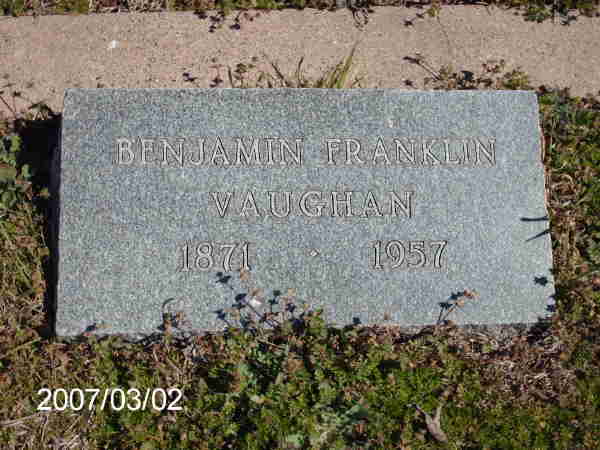 BENJAMIN FRANKLIN
VAUGHAN
1871 · 1957
2007/03/02